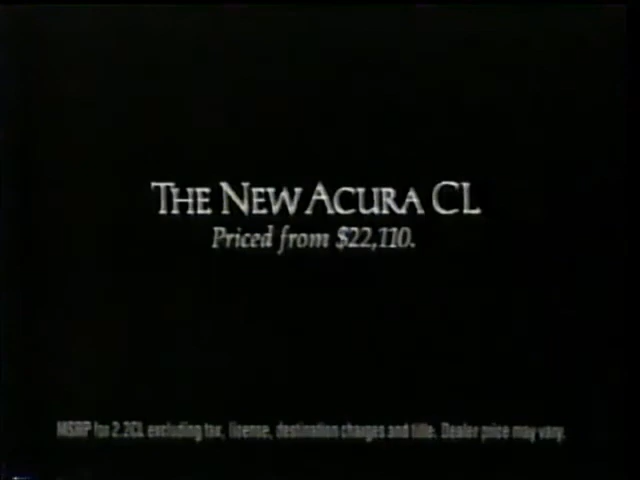 THE NEW ACURA CL
Priced from $22,110.
MSRP for 2.2CL excluding tax, license, destination charges and title. Dealer price may vary.